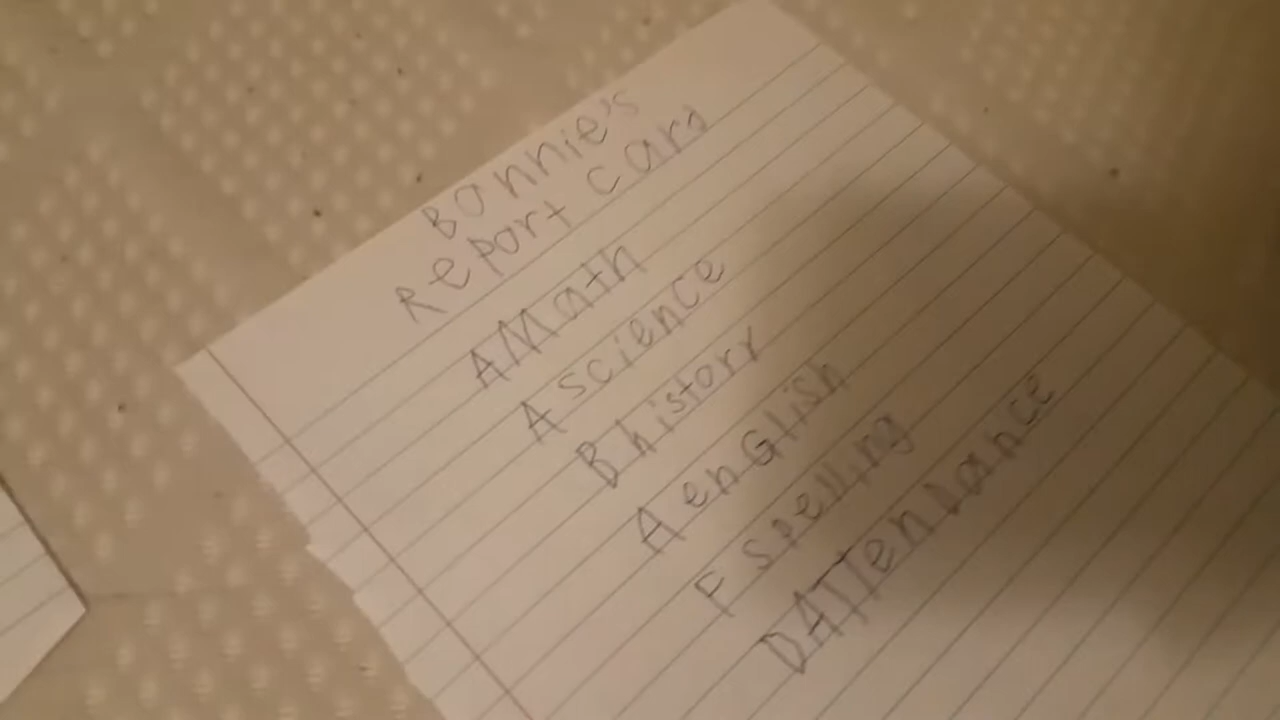 Bonnie's
Report Card
A Math
A science
B history
A enGlish
F spelling
D ATTenDance